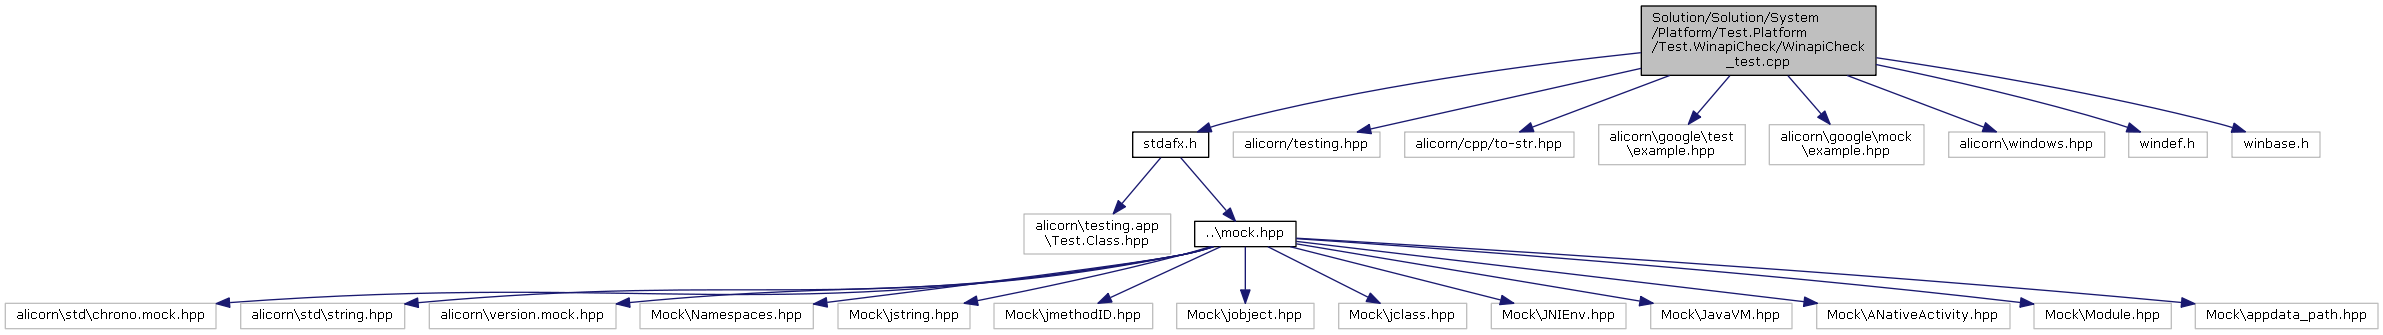 Solution/Solution/System
/Platform/Test.Platform
/Test.WinapiCheck/WinapiCheck
_test.cpp
stdafx.h
alicorn/testing.hpp
alicorn/cpp/to-str.hpp
alicorn\google\test
\example.hpp
alicorn\google\mock
\example.hpp
alicorn\windows.hpp
windef.h
winbase.h
alicorn\testing.app
\Test.Class.hpp
..\mock.hpp
alicorn\std\chrono.mock.hpp
alicorn\std\string.hpp
alicorn\version.mock.hpp
Mock\Namespaces.hpp
Mock\jstring.hpp
Mock\jmethodID.hpp
Mock\jobject.hpp
Mock\jclass.hpp
Mock\JNIEnv.hpp
Mock\JavaVM.hpp
Mock\ANativeActivity.hpp
Mock\Module.hpp
Mock\appdata_path.hpp